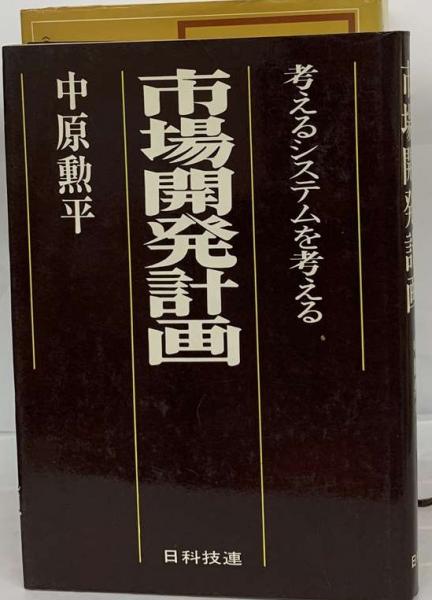 考えるシステムを考える
市場開発計画
中原勲平
日科技連
市場開発計画
日